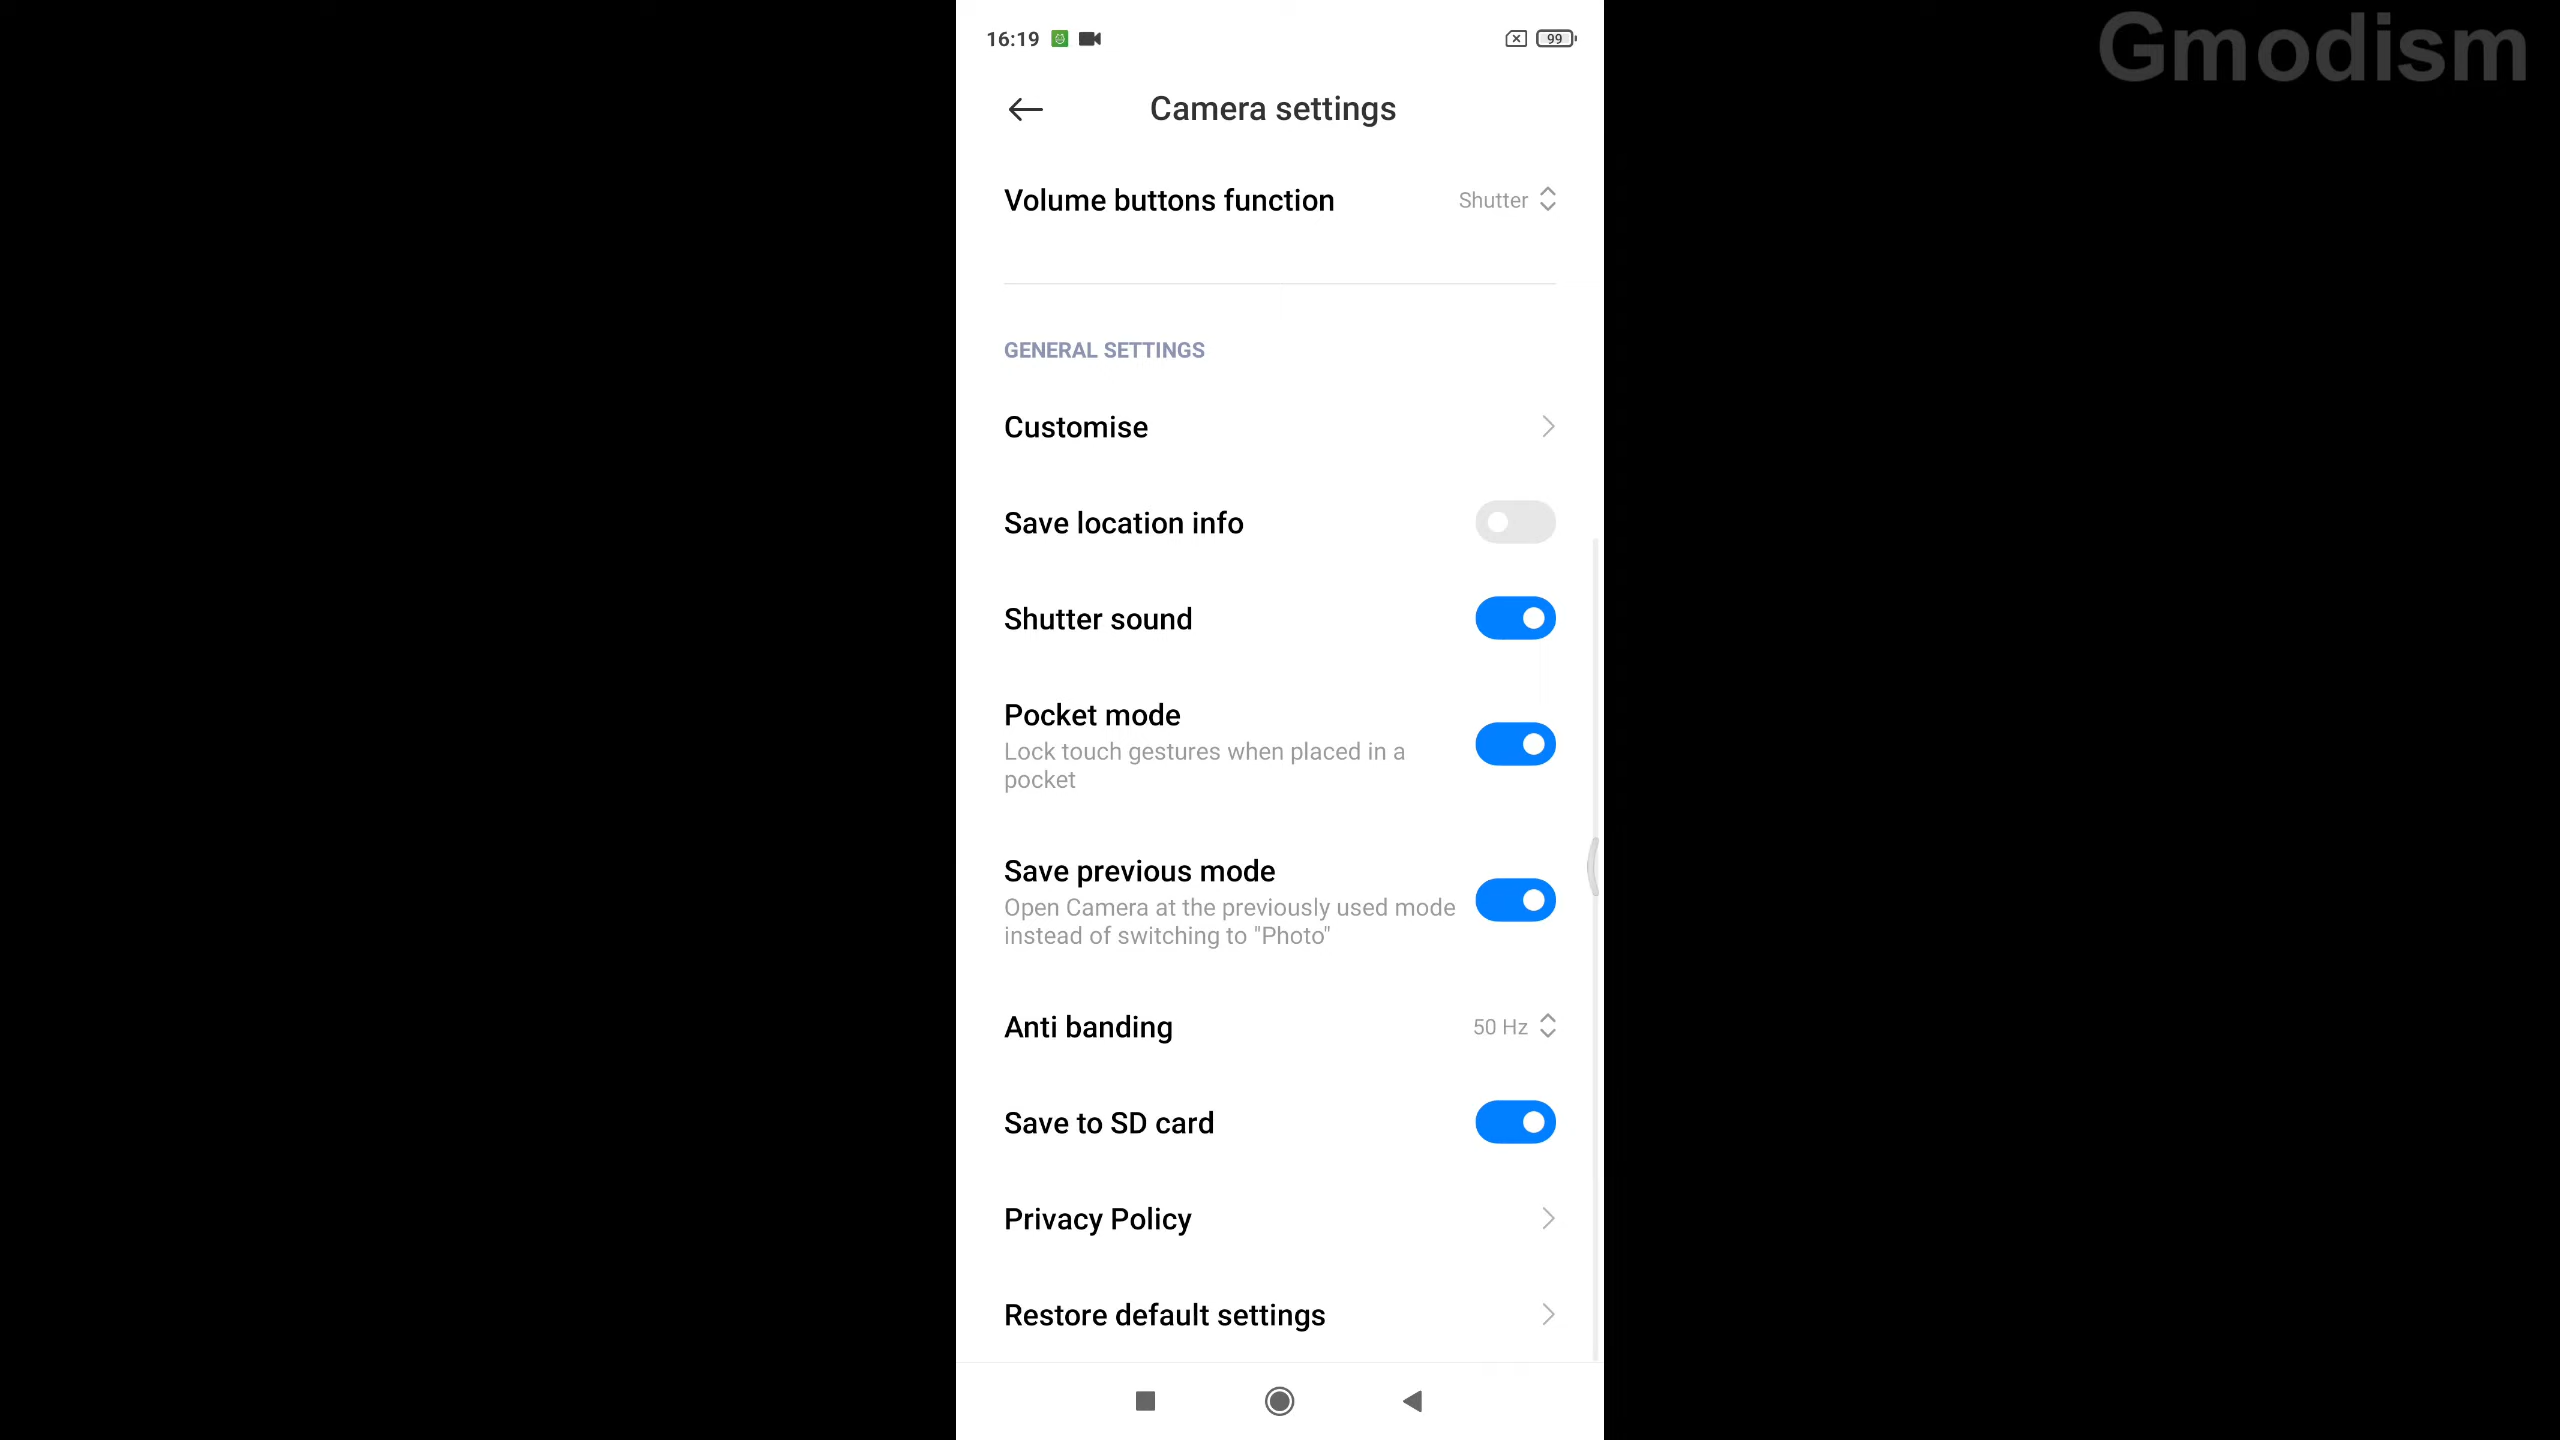 Gmodism
16:19
99
Camera settings
Volume buttons function
Shutter
GENERAL SETTINGS
Customise
Save location info
Shutter sound
Pocket mode
Lock touch gestures when placed in a
pocket
Save previous mode
Open Camera at the previously used mode
instead of switching to "Photo"
Anti banding
50 Hz
Save to SD card
Privacy Policy
Restore default settings